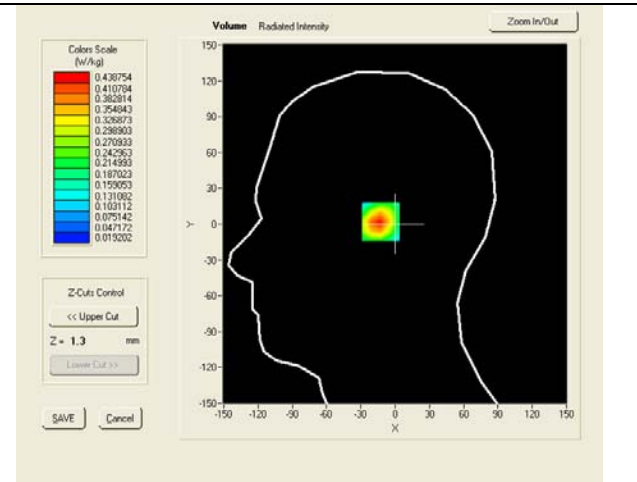 Volume Radiated Intensity
Zoom In/Out
Colors Scale
(W/kg)
0.438754
0.410784
0.382814
0.354843
0.326873
0.298903
0.270933
0.242963
0.214993
0.187023
0.159053
0.131082
0.103112
0.075142
0.047172
0.019202
Z-Cuts Control
<< Upper Cut
Z = 1.3 mm
Lower Cut >>
SAVE Cancel
150
120
90
60
30
0
-30
-60
-90
-120
-150
Y
-150 -120 -90 -60 -30 0 30 60 90 120 150
X